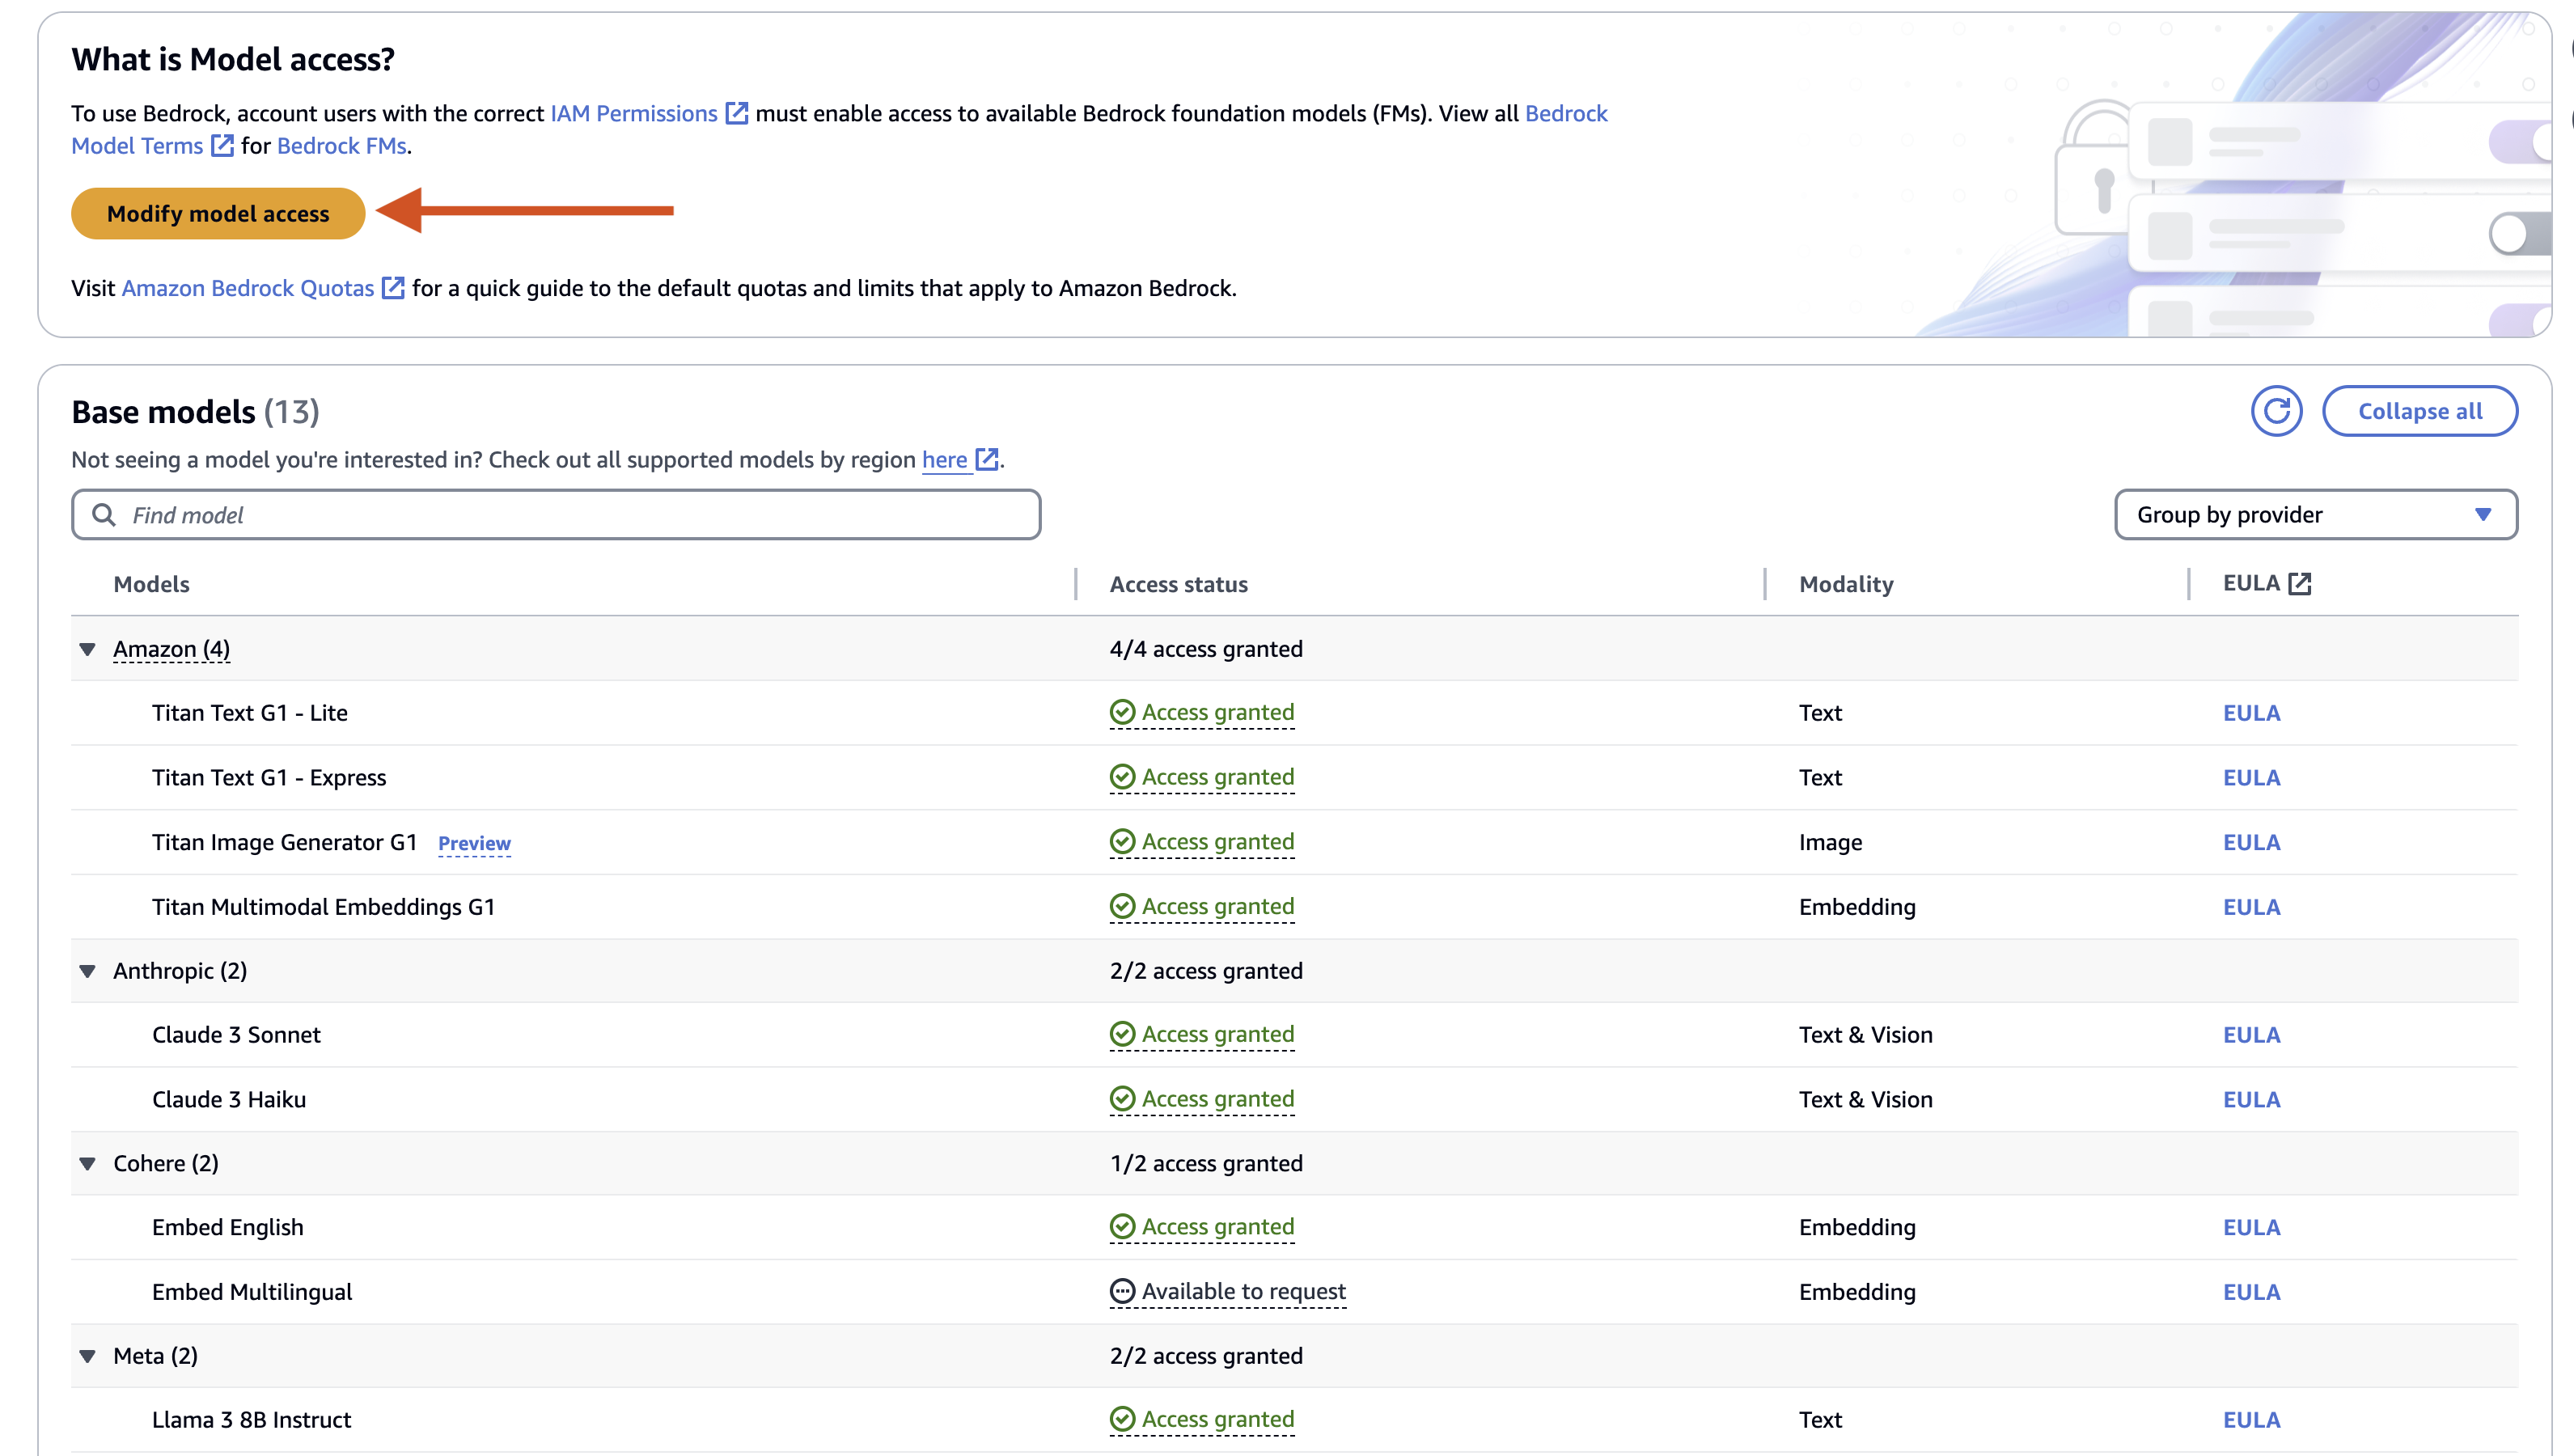 What is Model access?
To use Bedrock, account users with the correct IAM Permissions must enable access to available Bedrock foundation models (FMs). View all Bedrock
Model Terms for Bedrock FMs.
Modify model access
Visit Amazon Bedrock Quotas for a quick guide to the default quotas and limits that apply to Amazon Bedrock.
Base models (13)
Collapse all
Not seeing a model you're interested in? Check out all supported models by region here.
Find model
Group by provider
Models Access status Modality EULA
Amazon (4) 4/4 access granted
Titan Text G1 - Lite Access granted Text EULA
Titan Text G1 - Express Access granted Text EULA
Titan Image Generator G1 Preview Access granted Image EULA
Titan Multimodal Embeddings G1 Access granted Embedding EULA
Anthropic (2) 2/2 access granted
Claude 3 Sonnet Access granted Text & Vision EULA
Claude 3 Haiku Access granted Text & Vision EULA
Cohere (2) 1/2 access granted
Embed English Access granted Embedding EULA
Embed Multilingual Available to request Embedding EULA
Meta (2) 2/2 access granted
Llama 3 8B Instruct Access granted Text EULA